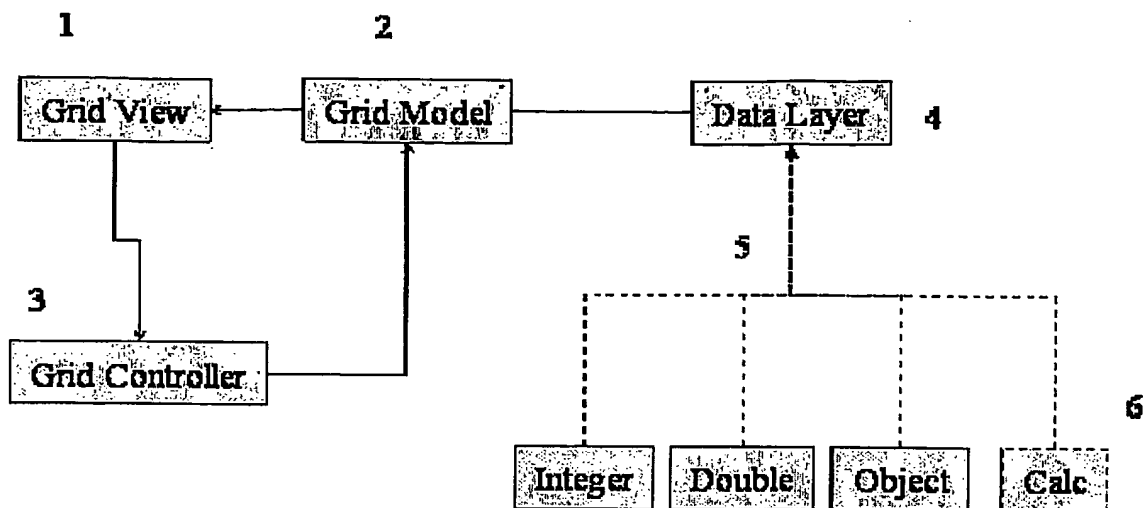 1 2
Grid View Grid Model Data Layer 4
5
3
Grid Controller
6
Integer Double Object Calc